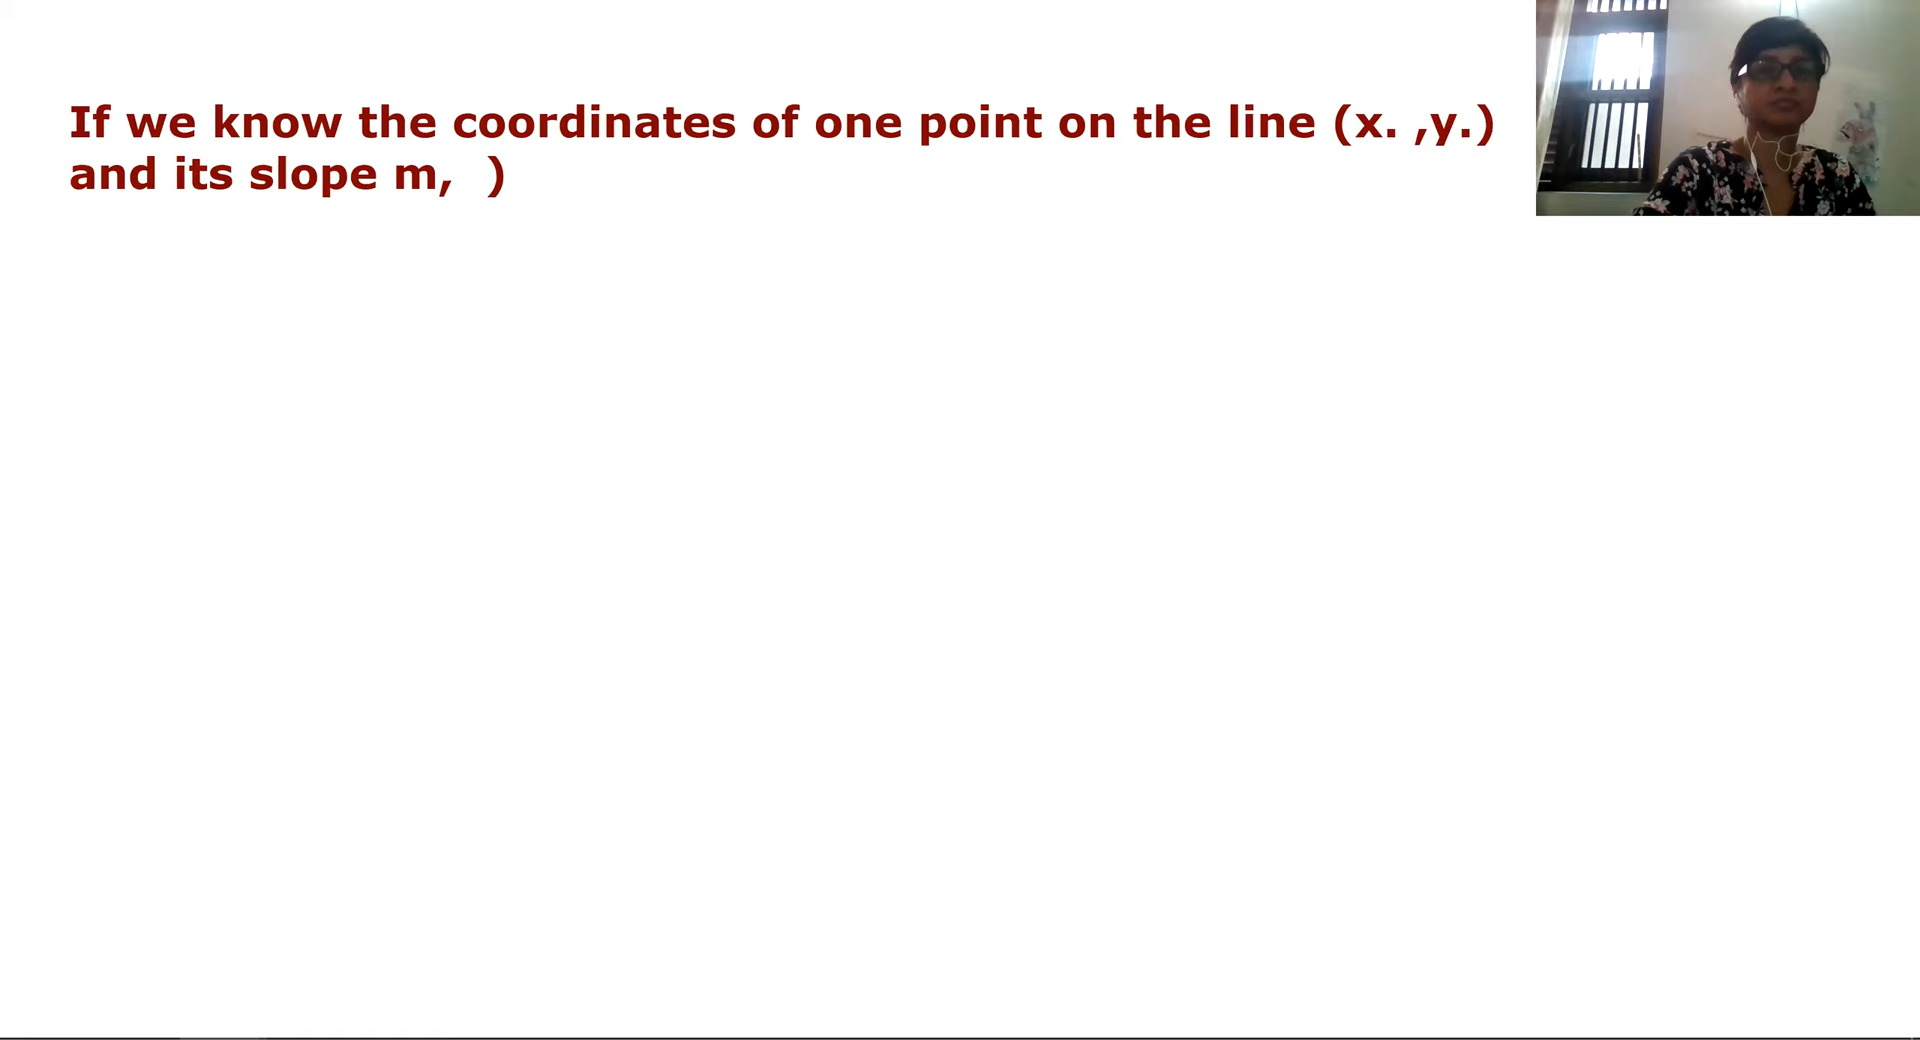 If we know the coordinates of one point on the line (x. ,y.)
and its slope m,  )